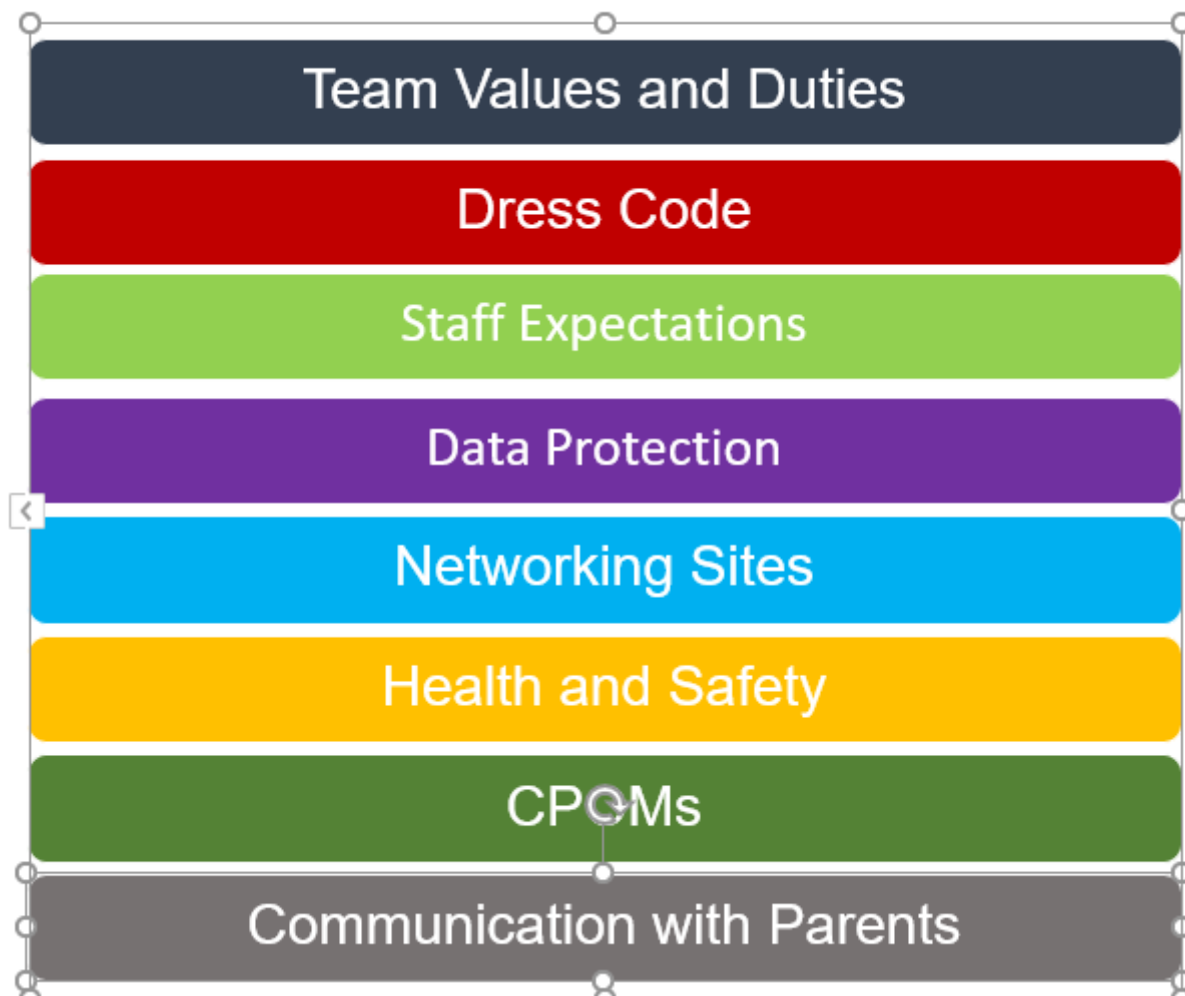 Team Values and Duties
Dress Code
Staff Expectations
Data Protection
Networking Sites
Health and Safety
CPOMs
Communication with Parents